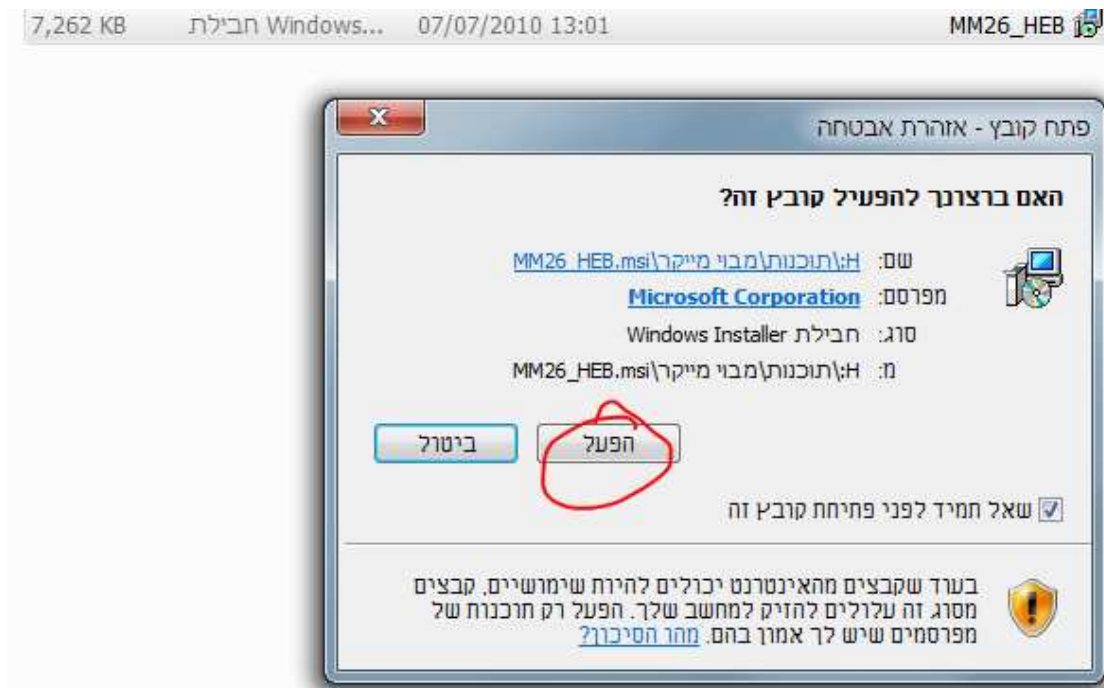 MM26_HEB 07/07/2010 13:01 חבילת Windows... 7,262 KB
פתח קובץ - אזהרת אבטחה
האם ברצונך להפעיל קובץ זה?
שם: H:\תוכנות\מבוי מייקר\MM26_HEB.msi
מפרסם: Microsoft Corporation
סוג: חבילת Windows Installer
מ: H:\תוכנות\מבוי מייקר\MM26_HEB.msi
הפעל ביטול
שאל תמיד לפני פתיחת קובץ זה
בעוד שקבצים מהאינטרנט יכולים להיות שימושיים, קבצים
מסוג זה עלולים להזיק למחשב שלך. הפעל רק תוכנות של
מפרסמים שיש לך אמון בהם. מהו הסיכון?